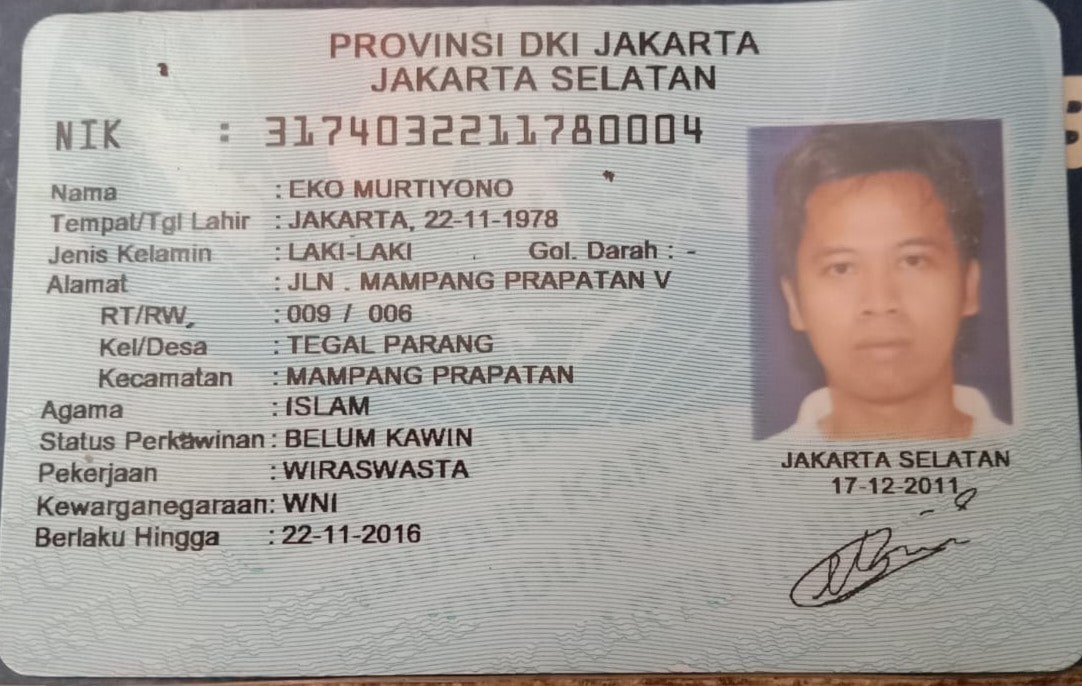 PROVINSI DKI JAKARTA
JAKARTA SELATAN
NIK : 3174032211780004
Nama : EKO MURTIYONO
Tempat/Tgl Lahir : JAKARTA, 22-11-1978
Jenis Kelamin : LAKI-LAKI Gol. Darah : -
Alamat : JLN . MAMPANG PRAPATAN V
RT/RW : 009 / 006
Kel/Desa : TEGAL PARANG
Kecamatan : MAMPANG PRAPATAN
Agama : ISLAM
Status Perkawinan : BELUM KAWIN
Pekerjaan : WIRASWASTA
Kewarganegaraan: WNI
Berlaku Hingga : 22-11-2016
JAKARTA SELATAN
17-12-2011